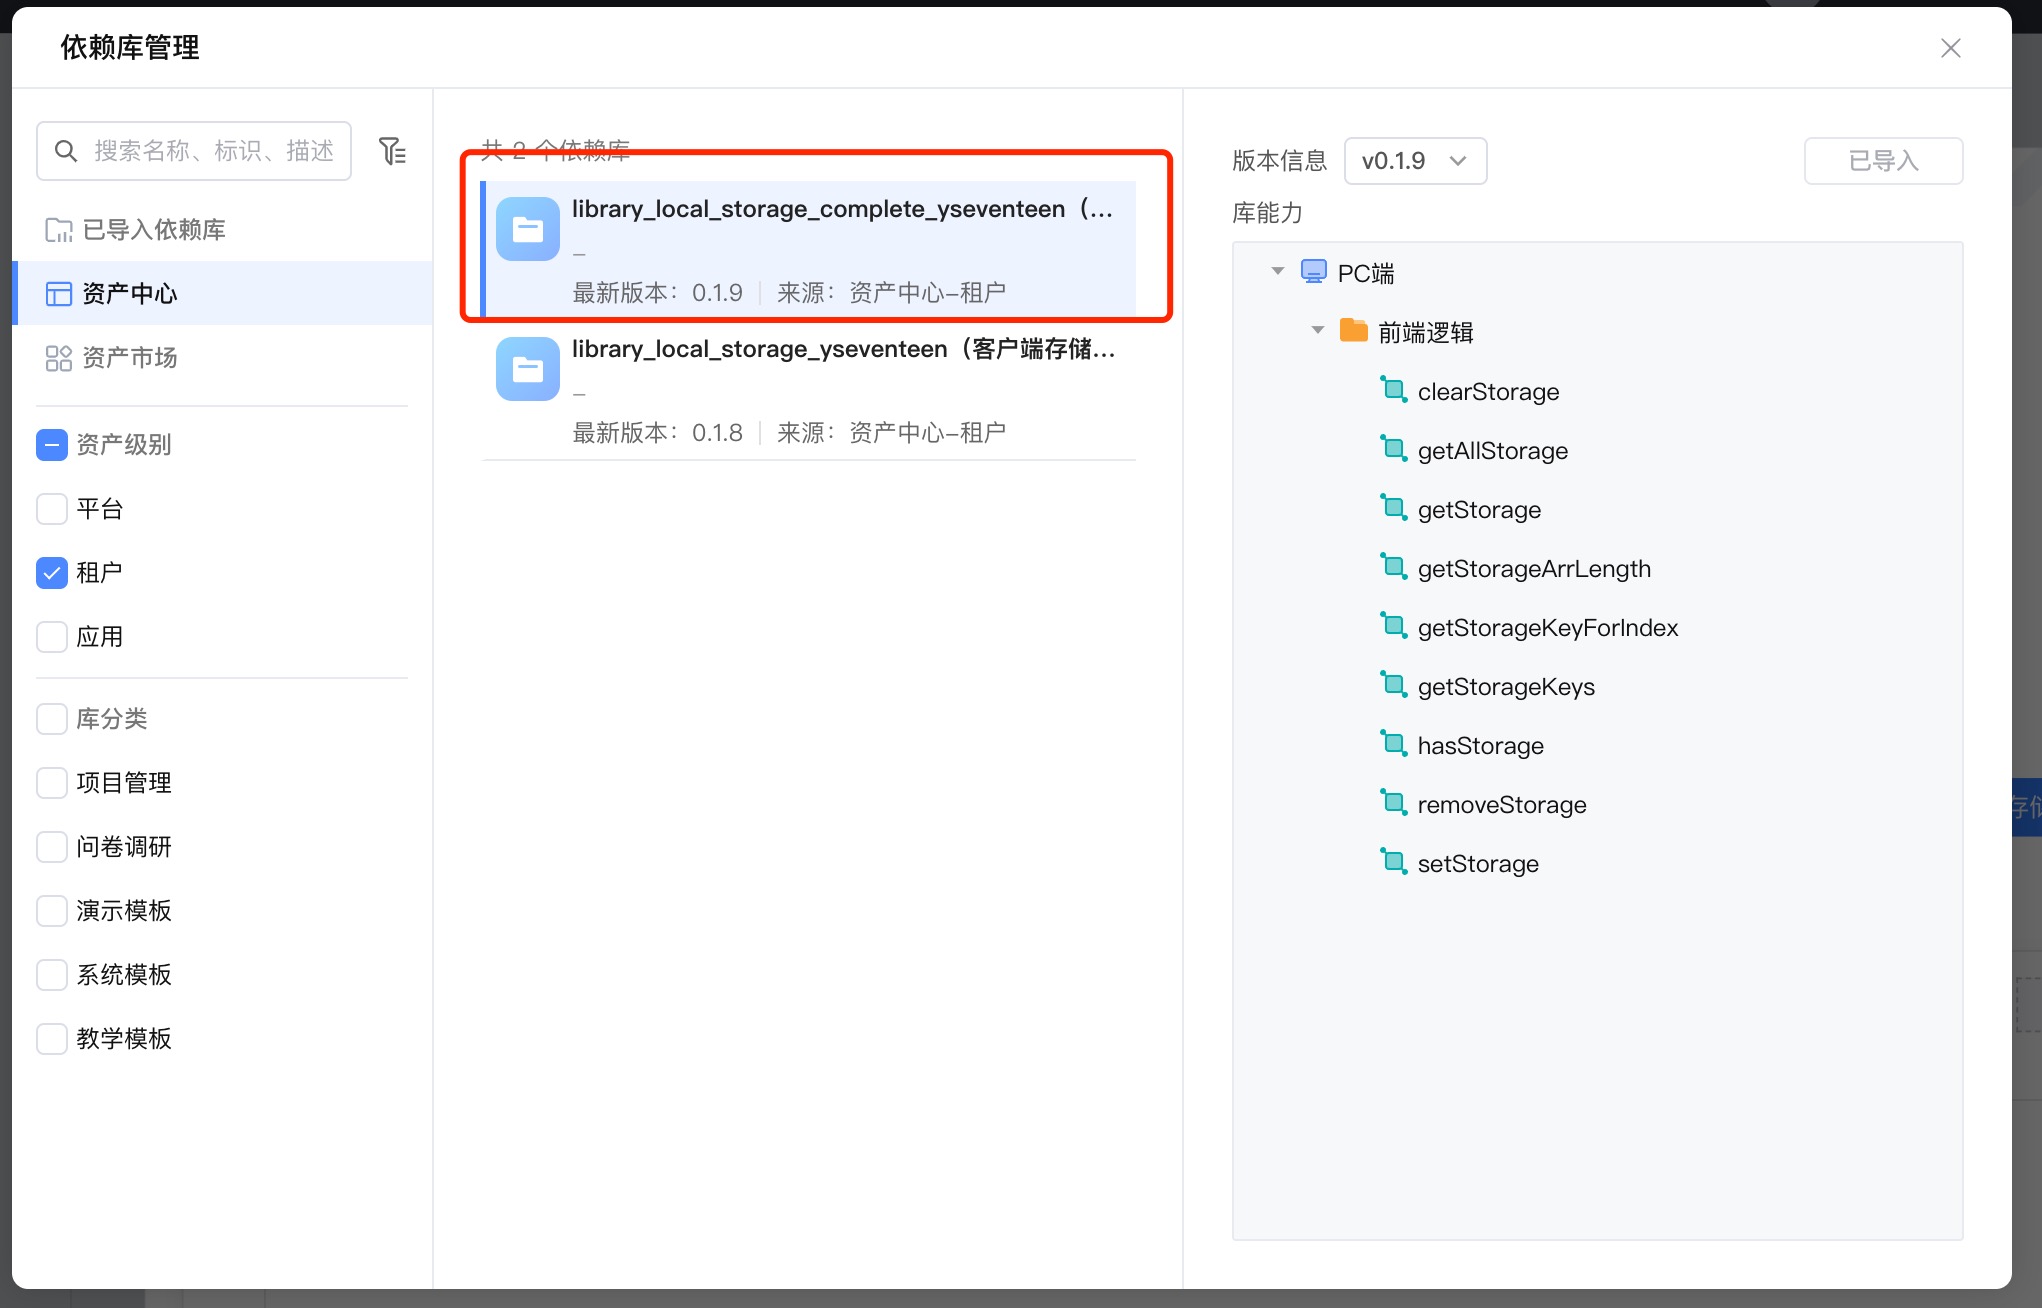 依赖库管理
搜索名称、标识、描述
已导入依赖库
资产中心
资产市场
资产级别
平台
租户
应用
库分类
项目管理
问卷调研
演示模板
系统模板
教学模板
共 2 个依赖库
library_local_storage_complete_yseventeen（...
–
最新版本：0.1.9 | 来源：资产中心–租户
library_local_storage_yseventeen（客户端存储...
–
最新版本：0.1.8 | 来源：资产中心–租户
版本信息 v0.1.9 已导入
库能力
PC端
前端逻辑
clearStorage
getAllStorage
getStorage
getStorageArrLength
getStorageKeyForIndex
getStorageKeys
hasStorage
removeStorage
setStorage